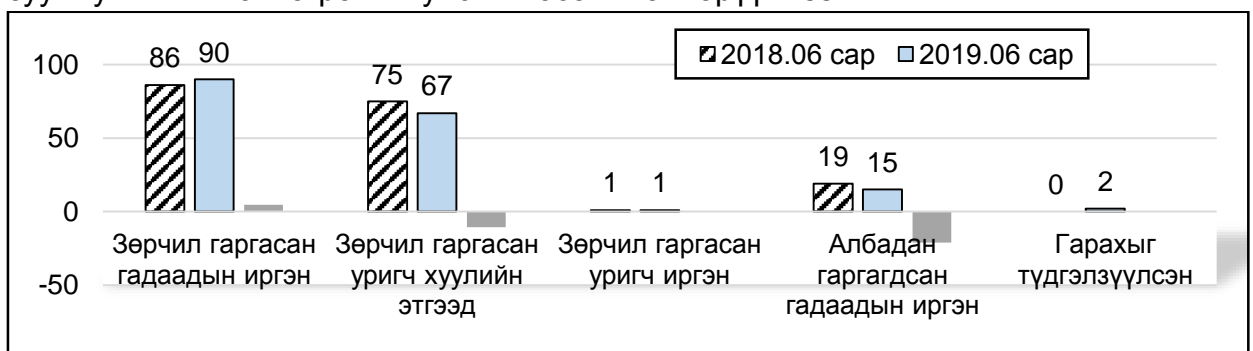 2018.06 сар 2019.06 сар
86 90 75 67 1 1 19 15 0 2
100
50
0
-50
Зөрчил гаргасан гадаадын иргэн
Зөрчил гаргасан уригч хуулийн этгээд
Зөрчил гаргасан уригч иргэн
Албадан гаргагдсан гадаадын иргэн
Гарахыг түдгэлзүүлсэн